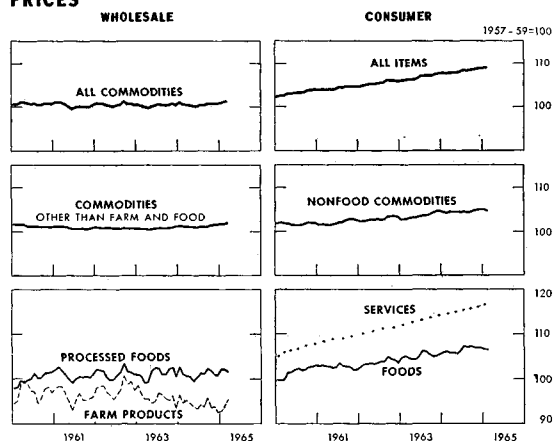 PRICES
WHOLESALE
CONSUMER
1957-59=100
ALL COMMODITIES
ALL ITEMS
110
100
COMMODITIES
OTHER THAN FARM AND FOOD
NONFOOD COMMODITIES
110
100
PROCESSED FOODS
FARM PRODUCTS
SERVICES
FOODS
120
110
100
90
1961
1963
1965
1961
1963
1965